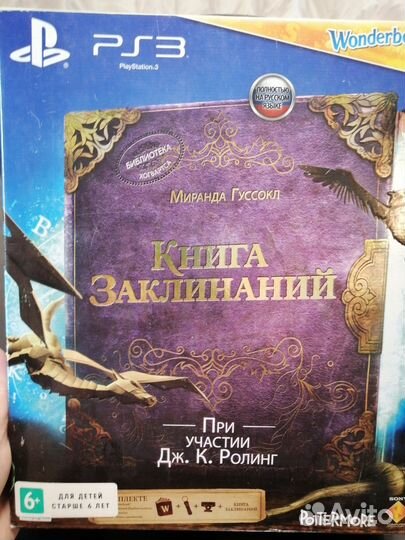 PS3
PlayStation.3
Wonderbo
ПОЛНОСТЬЮ
НА РУССКОМ
ЯЗЫКЕ
БИБЛИОТЕКА
ХОГВАРТСА
Миранда Гуссокл
Книга
Заклинаний
При
участии
Дж. К. Ролинг
6+
ДЛЯ ДЕТЕЙ
СТАРШЕ 6 ЛЕТ
КНИГА
ЗАКЛИНАНИЙ
POTTERMORE
SONY
Avito